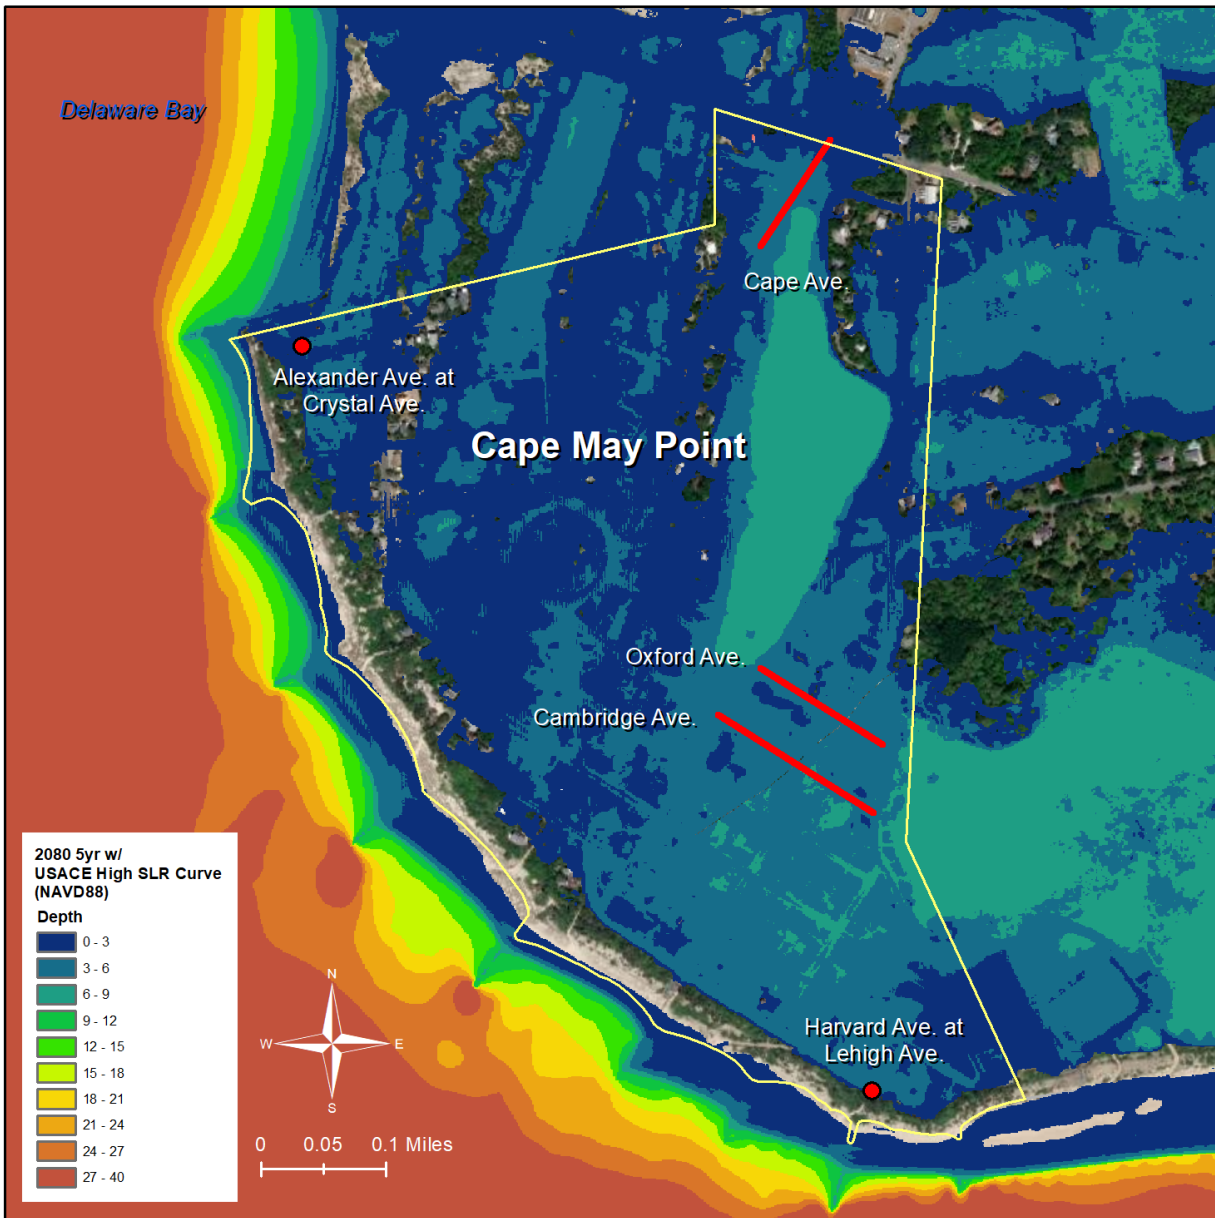 Delaware Bay
Cape Ave.
Alexander Ave. at
Crystal Ave.
Cape May Point
Oxford Ave.
Cambridge Ave.
Harvard Ave. at
Lehigh Ave.
2080 5yr w/
USACE High SLR Curve
(NAVD88)
Depth
0 - 3
3 - 6
6 - 9
9 - 12
12 - 15
15 - 18
18 - 21
21 - 24
24 - 27
27 - 40
N
W E
S
0 0.05 0.1 Miles